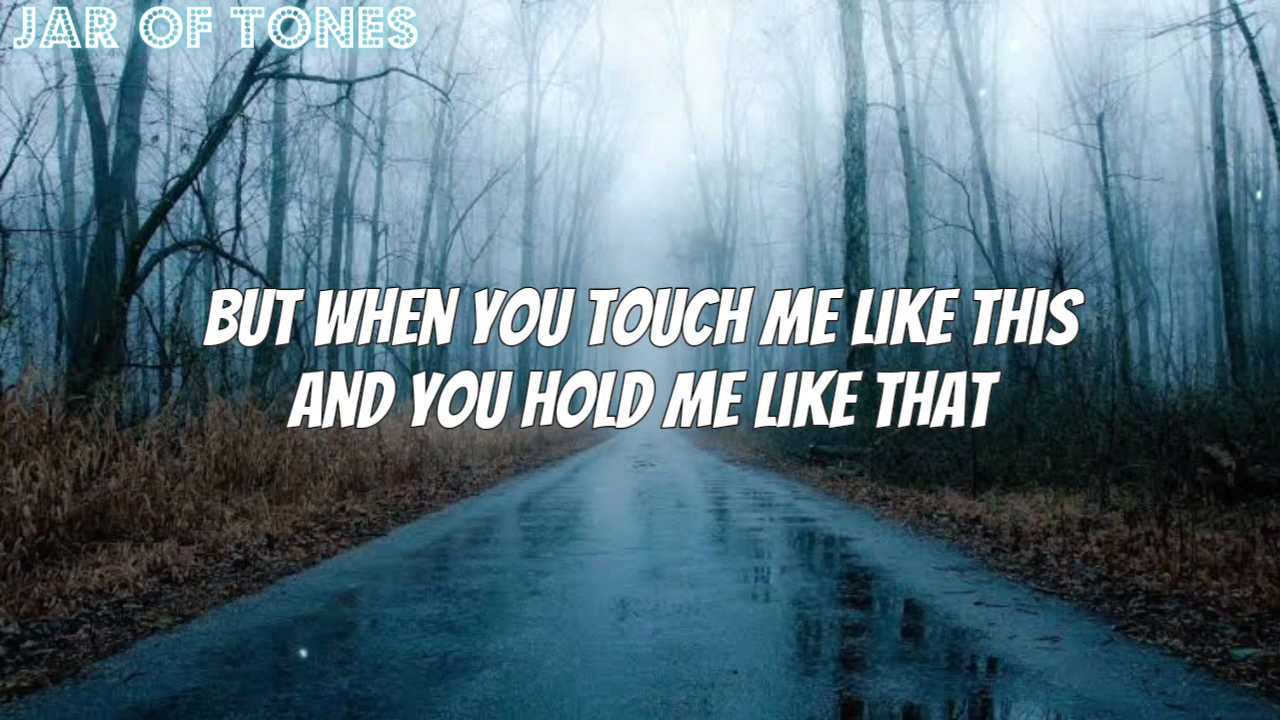 JAR OF TONES
BUT WHEN YOU TOUCH ME LIKE THIS
AND YOU HOLD ME LIKE THAT